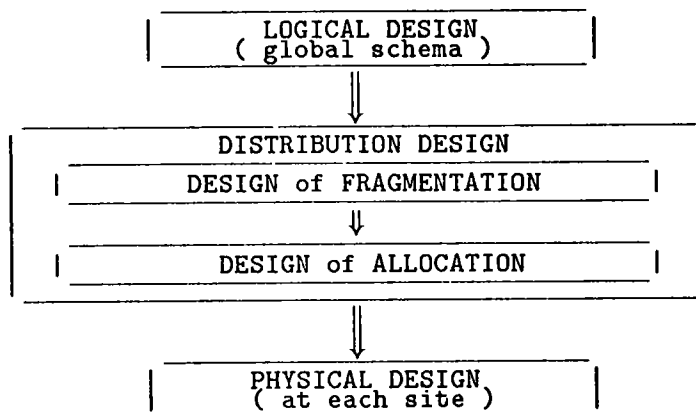 LOGICAL DESIGN
( global schema )
DISTRIBUTION DESIGN
DESIGN of FRAGMENTATION
DESIGN of ALLOCATION
PHYSICAL DESIGN
( at each site )